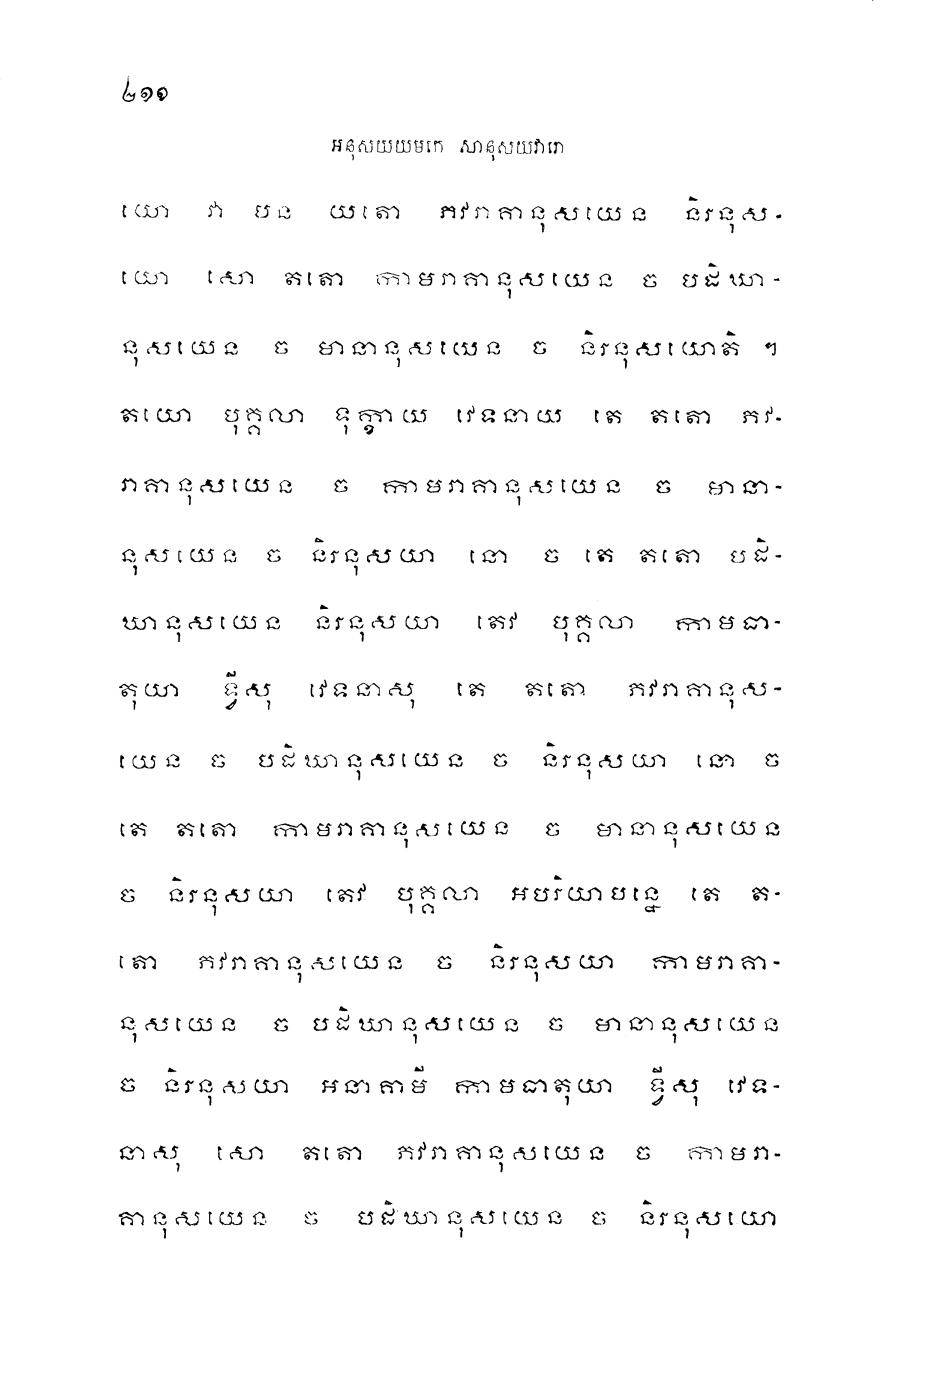 ៤១១
អនុសយយមកេ សានុសយវារោ
យោ វា បន យតោ ភវរាគានុសយេន និរនុស-
យោ សោ តតោ កាមរាគានុសយេន ច បដិឃា-
នុសយេន ច មានានុសយេន ច និរនុសយោតិ ។
តយោ បុគ្គលា ទុក្ខាយ វេទនាយ តេ តតោ ភវ-
រាគានុសយេន ច កាមរាគានុសយេន ច មានា-
នុសយេន ច និរនុសយា នោ ច តេ តតោ បដិ-
ឃានុសយេន និរនុសយា តេវ បុគ្គលា កាមធា-
តុយា ទ្វីសុ វេទនាសុ តេ តតោ ភវរាគានុស-
យេន ច បដិឃានុសយេន ច និរនុសយា នោ ច
តេ តតោ កាមរាគានុសយេន ច មានានុសយេន
ច និរនុសយា តេវ បុគ្គលា អបរិយាបន្នេ តេ ត-
តោ ភវរាគានុសយេន ច និរនុសយា កាមរាគា-
នុសយេន ច បដិឃានុសយេន ច មានានុសយេន
ច និរនុសយា អនាគាមី កាមធាតុយា ទ្វីសុ វេទ-
នាសុ សោ តតោ ភវរាគានុសយេន ច កាមរា-
គានុសយេន ច បដិឃានុសយេន ច និរនុសយោ